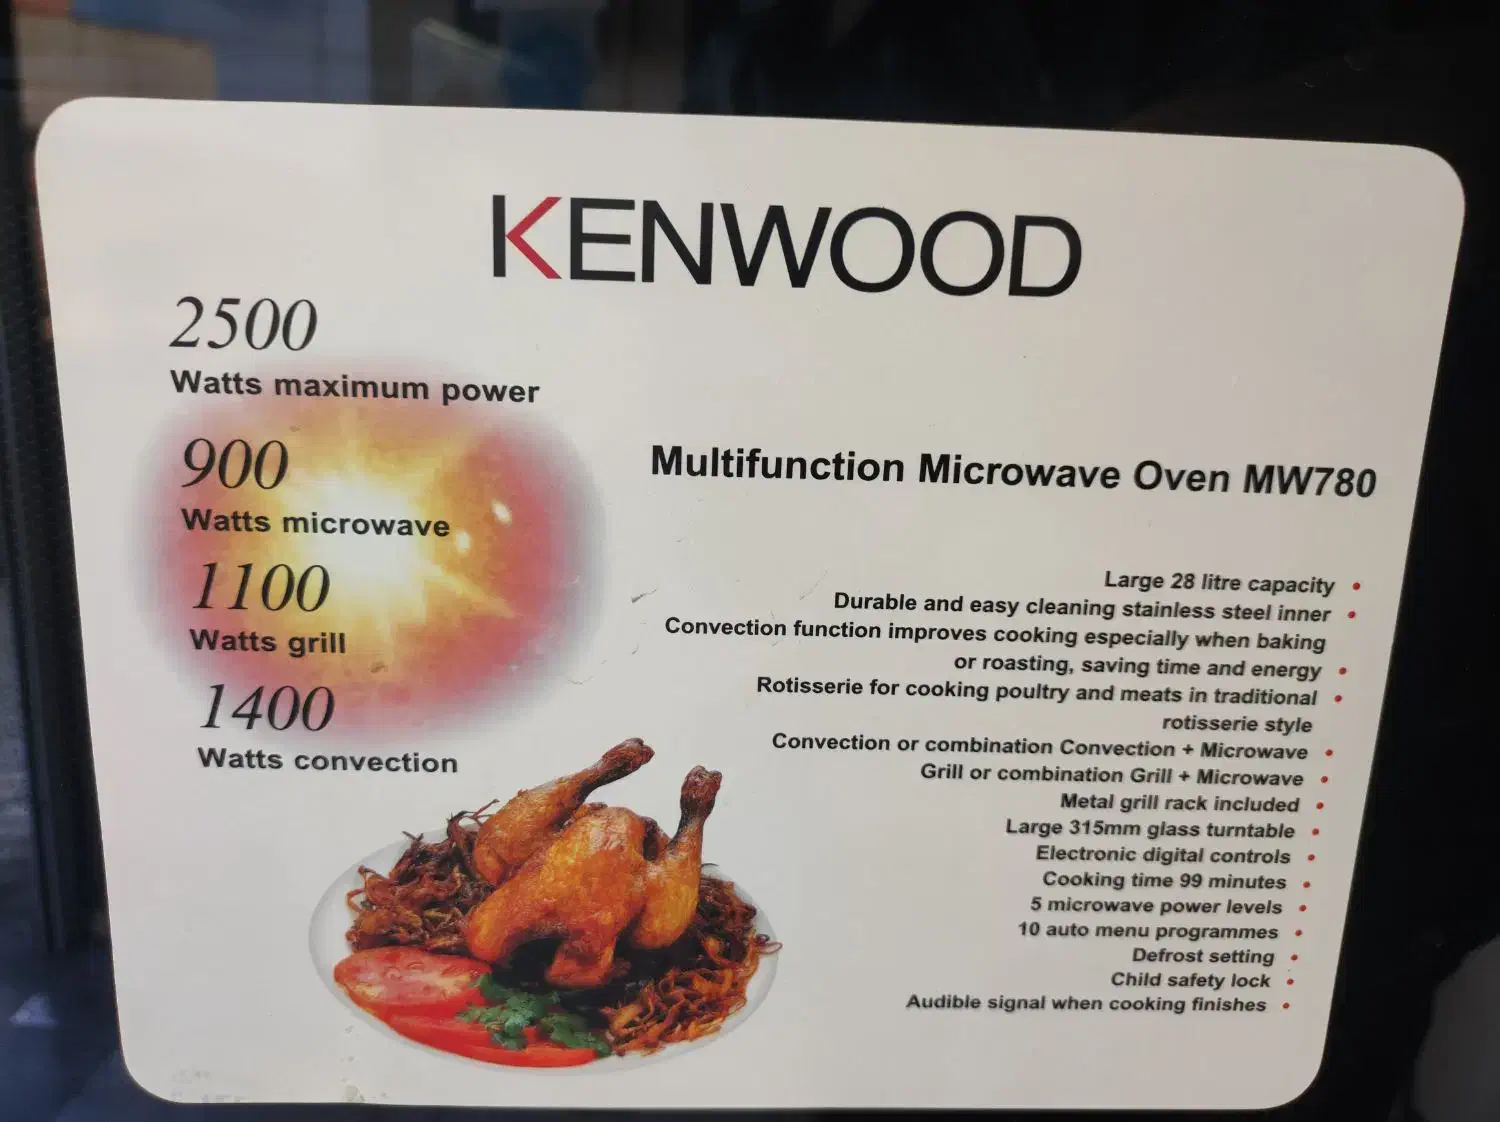 KENWOOD
2500
Watts maximum power
900
Watts microwave
1100
Watts grill
1400
Watts convection
Multifunction Microwave Oven MW780
Large 28 litre capacity •
Durable and easy cleaning stainless steel inner •
Convection function improves cooking especially when baking
or roasting, saving time and energy •
Rotisserie for cooking poultry and meats in traditional •
rotisserie style
Convection or combination Convection + Microwave •
Grill or combination Grill + Microwave •
Metal grill rack included •
Large 315mm glass turntable •
Electronic digital controls •
Cooking time 99 minutes •
5 microwave power levels •
10 auto menu programmes •
Defrost setting •
Child safety lock •
Audible signal when cooking finishes •